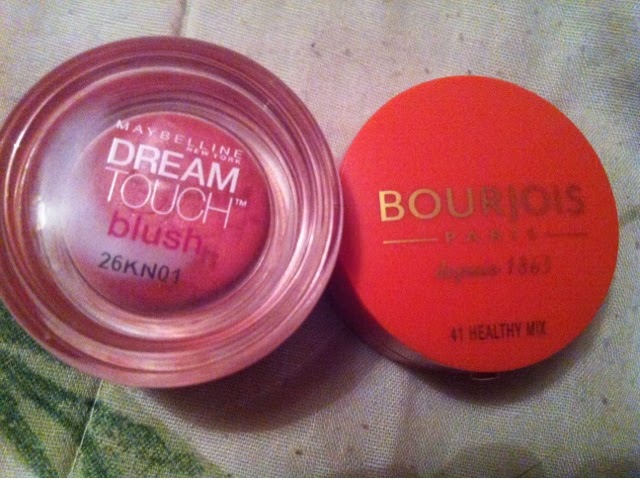 MAYBELLINE
NEW YORK
DREAM
TOUCH™
blush
26KN01
BOURJOIS
PARIS
depuis 1863
41 HEALTHY MIX